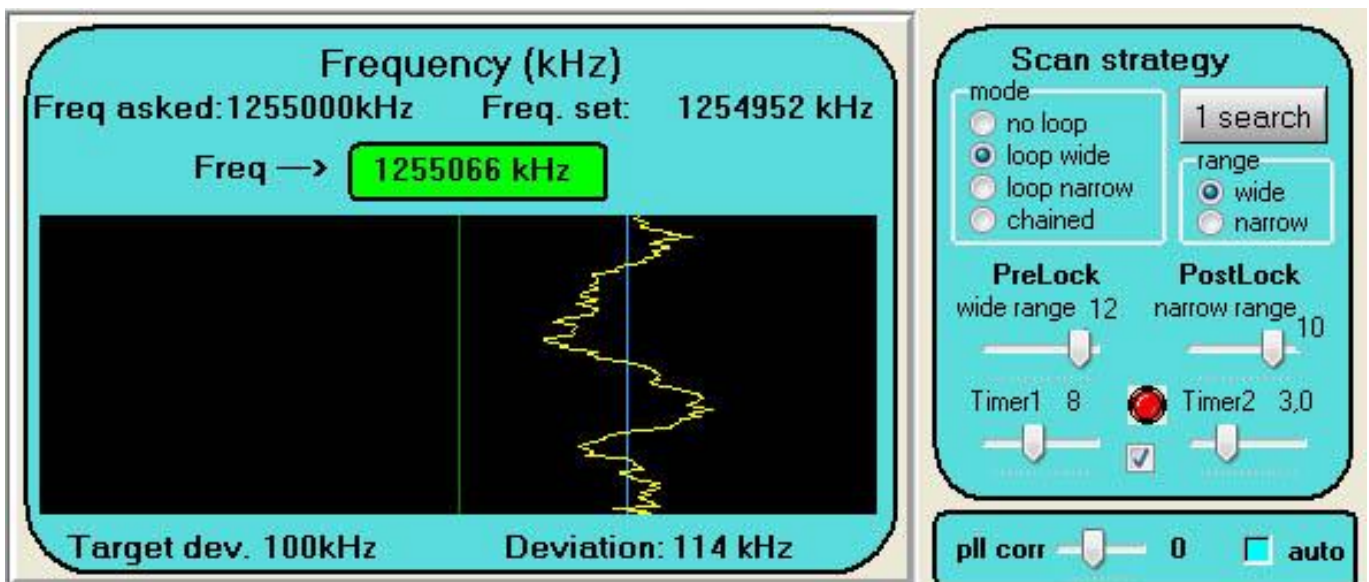 Frequency (kHz)
Freq asked:1255000kHz Freq. set: 1254952 kHz
Freq —> 1255066 kHz
Target dev. 100kHz Deviation: 114 kHz
Scan strategy
mode
no loop
loop wide
loop narrow
chained
1 search
range
wide
narrow
PreLock PostLock
wide range 12 narrow range 10
Timer1 8 Timer2 3,0
pll corr 0 auto